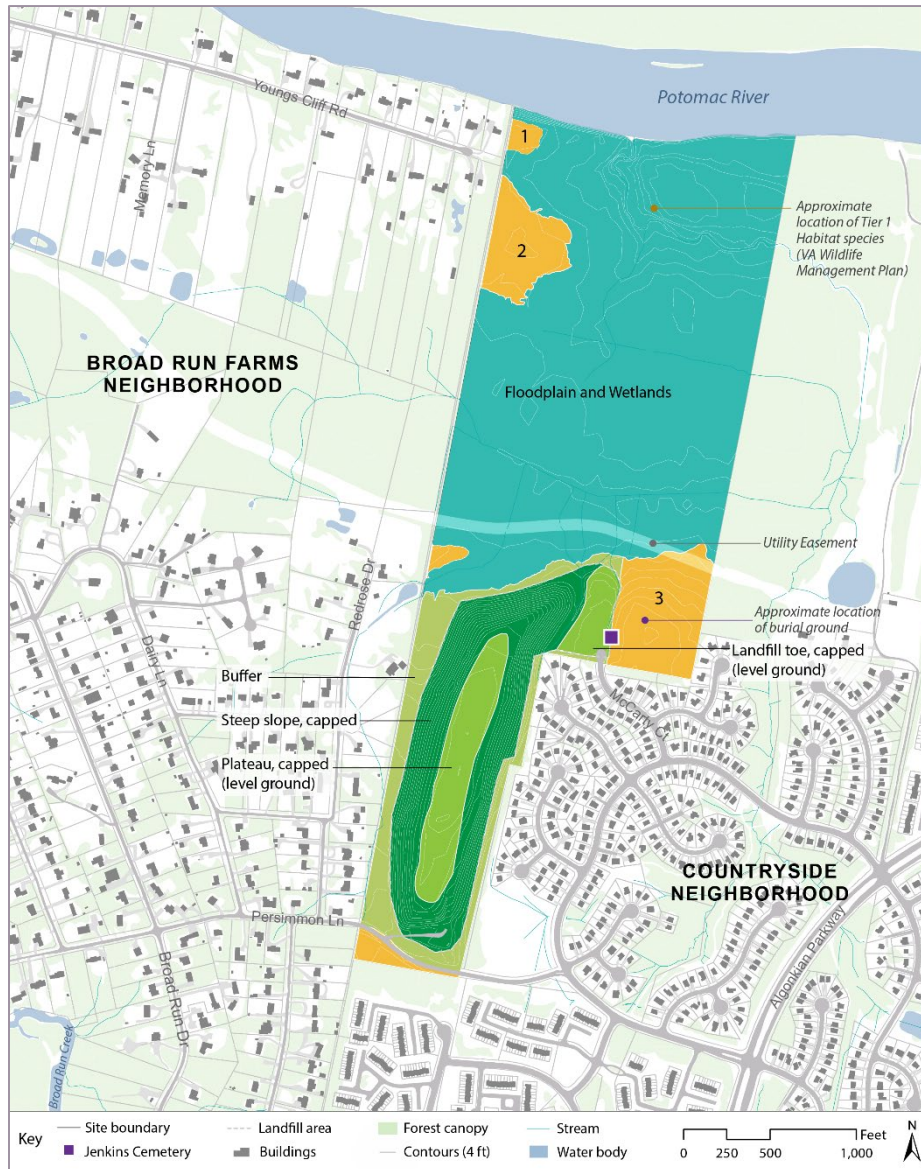 Potomac River
Youngs Cliff Rd
Memory Ln
1
2
Approximate
location of Tier 1
Habitat species
(VA Wildlife
Management Plan)
BROAD RUN FARMS
NEIGHBORHOOD
Floodplain and Wetlands
Utility Easement
Redrose Dr
Dairy Ln
3
Approximate location
of burial ground
Landfill toe, capped
(level ground)
Buffer
Steep slope, capped
Plateau, capped
(level ground)
McCarty Ct
COUNTRYSIDE
NEIGHBORHOOD
Algonkian Parkway
Persimmon Ln
Broad Run Dr
Broad Run Creek
Key
Site boundary
Landfill area
Forest canopy
Stream
Jenkins Cemetery
Buildings
Contours (4 ft)
Water body
Feet
0 250 500 1,000
N